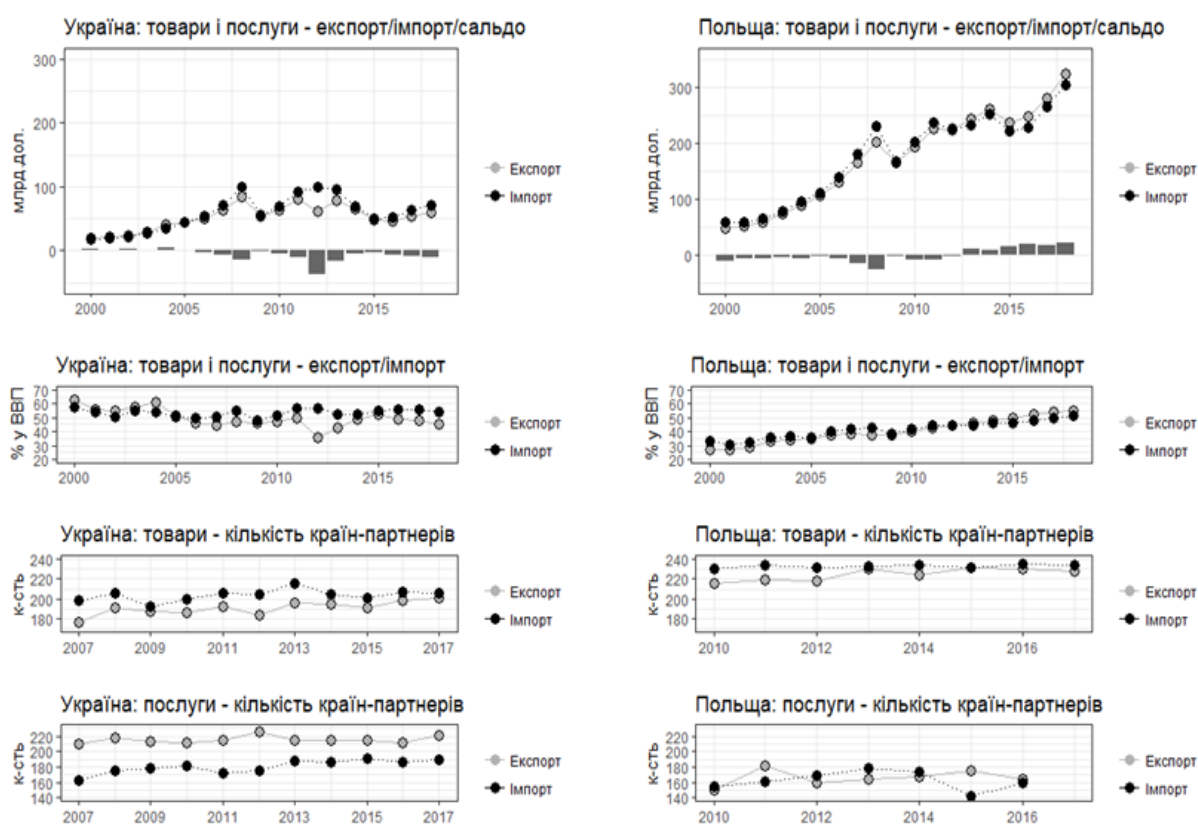 Україна: товари і послуги - експорт/імпорт/сальдо
млрд.дол.
300
200
100
0
2000
2005
2010
2015
Експорт
Імпорт
Польща: товари і послуги - експорт/імпорт/сальдо
млрд.дол.
300
200
100
0
2000
2005
2010
2015
Експорт
Імпорт
Україна: товари і послуги - експорт/імпорт
% у ВВП
70
60
50
40
30
20
2000
2005
2010
2015
Експорт
Імпорт
Польща: товари і послуги - експорт/імпорт
% у ВВП
70
60
50
40
30
20
2000
2005
2010
2015
Експорт
Імпорт
Україна: товари - кількість країн-партнерів
к-сть
240
220
200
180
2007
2009
2011
2013
2015
2017
Експорт
Імпорт
Польща: товари - кількість країн-партнерів
к-сть
240
220
200
180
2010
2012
2014
2016
Експорт
Імпорт
Україна: послуги - кількість країн-партнерів
к-сть
220
200
180
160
140
2007
2009
2011
2013
2015
2017
Експорт
Імпорт
Польща: послуги - кількість країн-партнерів
к-сть
220
200
180
160
140
2010
2012
2014
2016
Експорт
Імпорт